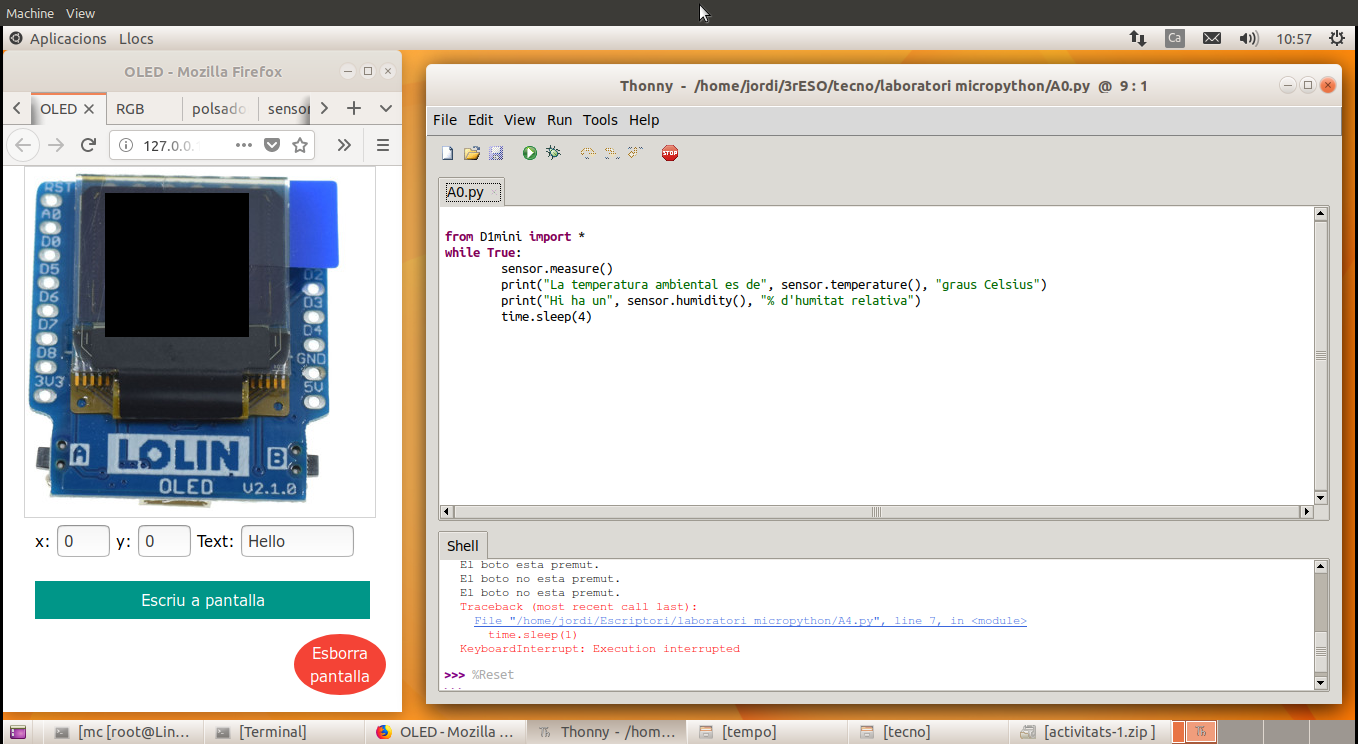 Machine View
Aplicacions Llocs
Ca
10:57
OLED - Mozilla Firefox
OLED
RGB
polsado
sensor
127.0.0.1
RST
A0
D0
D5
D6
D7
D8
3V3
D2
D3
D4
GND
5V
A
LOLIN
B
OLED
V2.1.0
x: 0 y: 0 Text: Hello
Escriu a pantalla
Esborra
pantalla
Thonny - /home/jordi/3rESO/tecno/laboratori micropython/A0.py @ 9 : 1
File Edit View Run Tools Help
STOP
A0.py
from D1mini import *
while True:
sensor.measure()
print("La temperatura ambiental es de", sensor.temperature(), "graus Celsius")
print("Hi ha un", sensor.humidity(), "% d'humitat relativa")
time.sleep(4)
Shell
El boto esta premut.
El boto no esta premut.
El boto no esta premut.
Traceback (most recent call last):
File "/home/jordi/Escriptori/laboratori micropython/A4.py", line 7, in <module>
time.sleep(1)
KeyboardInterrupt: Execution interrupted
>>> %Reset
[mc [root@Lin... [Terminal] OLED - Mozilla ... Thonny - /hom... [tempo] [tecno] [activitats-1.zip ]